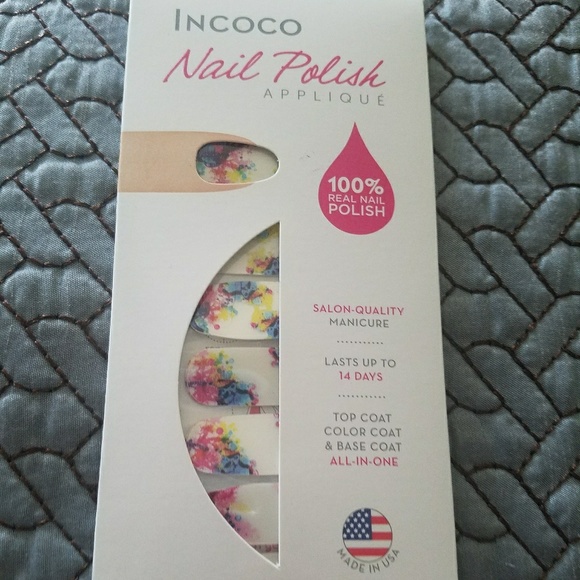 INCOCO
Nail Polish
APPLIQUÉ
100%
REAL NAIL
POLISH
SALON-QUALITY
MANICURE
LASTS UP TO
14 DAYS
TOP COAT
COLOR COAT
& BASE COAT
ALL-IN-ONE
MADE IN USA